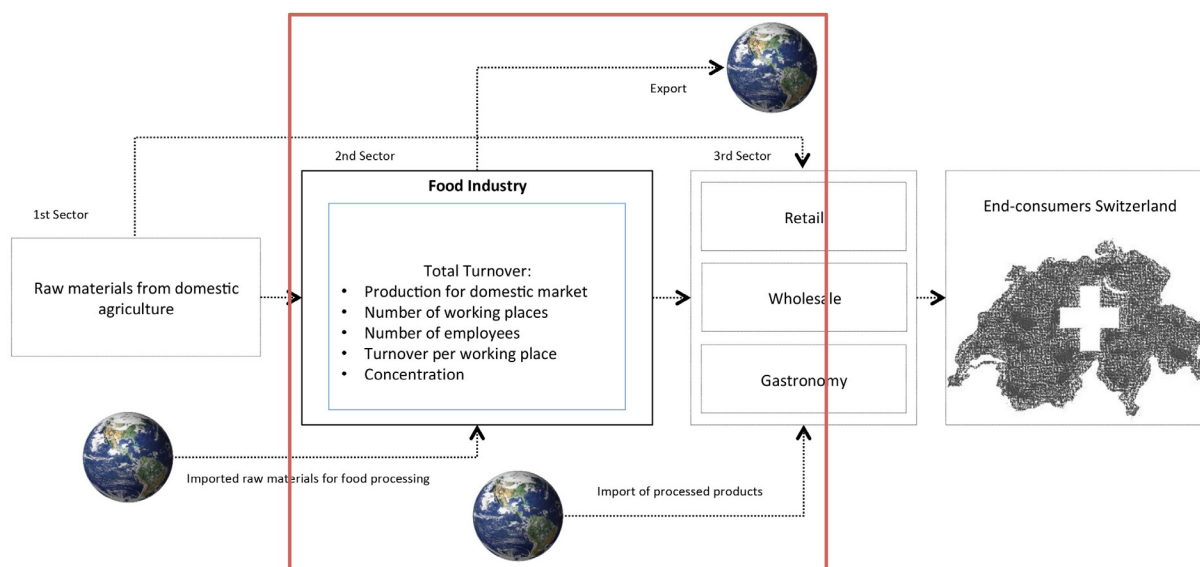 Export
2nd Sector
3rd Sector
Food Industry
1st Sector
Raw materials from domestic
agriculture
Total Turnover:
• Production for domestic market
• Number of working places
• Number of employees
• Turnover per working place
• Concentration
Retail
Wholesale
Gastronomy
End-consumers Switzerland
Imported raw materials for food processing
Import of processed products